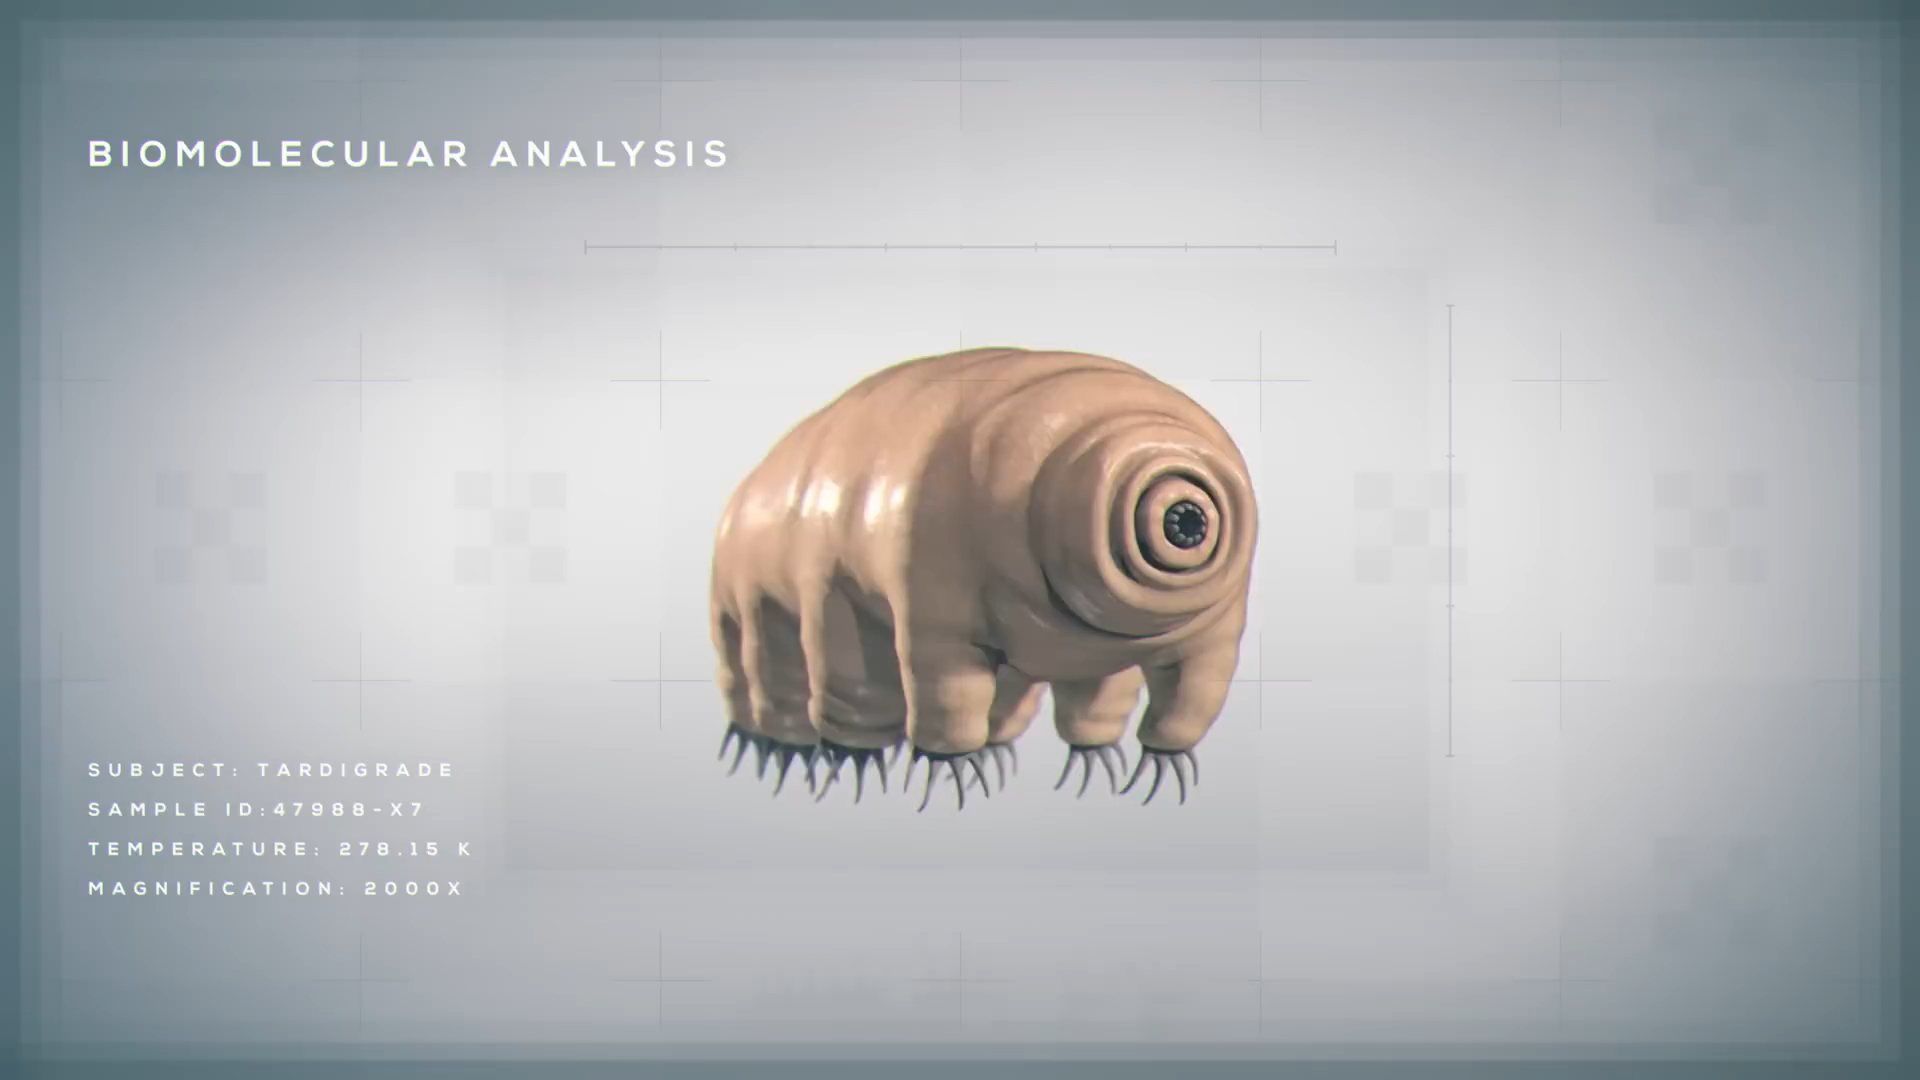 BIOMOLECULAR ANALYSIS
SUBJECT: TARDIGRADE
SAMPLE ID:47988-X7
TEMPERATURE: 278.15 K
MAGNIFICATION: 2000X